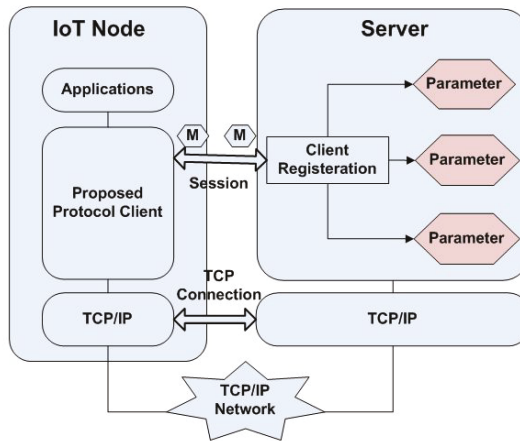 IoT Node
Server
Applications
Parameter
M
M
Client
Registeration
Parameter
Session
Proposed
Protocol Client
Parameter
TCP
Connection
TCP/IP
TCP/IP
TCP/IP
Network